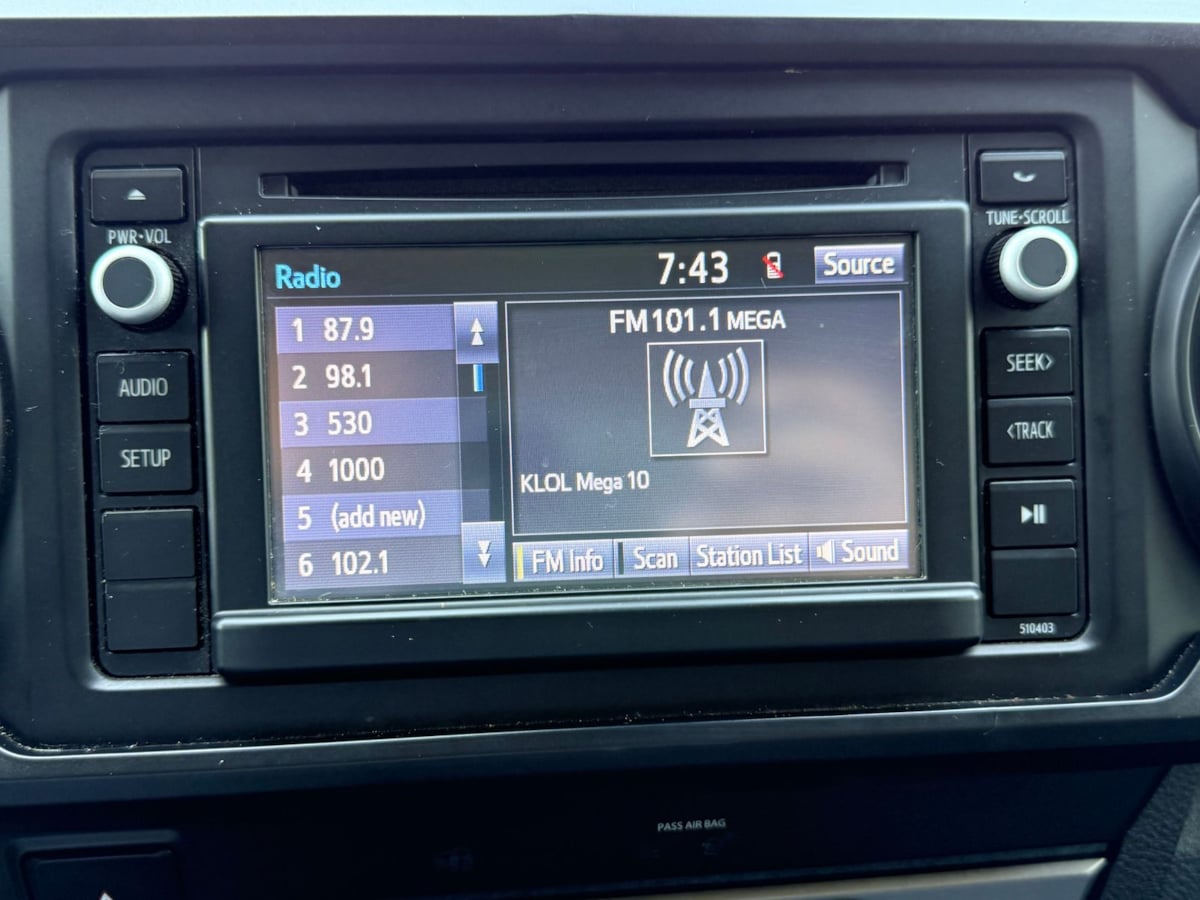 PWR•VOL
AUDIO
SETUP
Radio
7:43
Source
1 87.9
2 98.1
3 530
4 1000
5 (add new)
6 102.1
FM 101.1 MEGA
KLOL Mega 10
FM Info
Scan
Station List
Sound
TUNE•SCROLL
SEEK>
<TRACK
510403
PASS AIR BAG